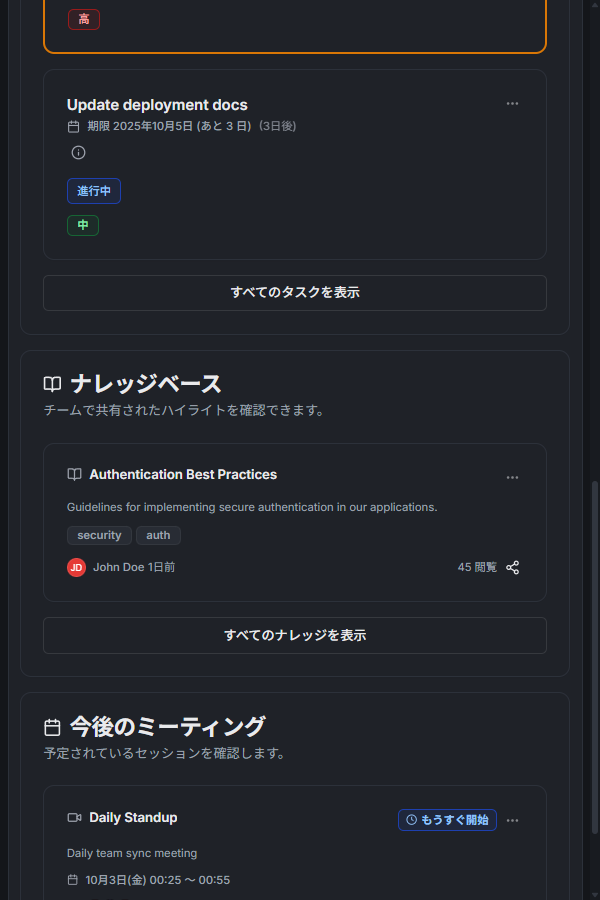 高
Update deployment docs
期限 2025年10月5日 (あと 3 日) (3日後)
進行中
中
すべてのタスクを表示
ナレッジベース
チームで共有されたハイライトを確認できます。
Authentication Best Practices
Guidelines for implementing secure authentication in our applications.
security auth
JD John Doe 1日前 45 閲覧
すべてのナレッジを表示
今後のミーティング
予定されているセッションを確認します。
Daily Standup もうすぐ開始
Daily team sync meeting
10月3日(金) 00:25 〜 00:55